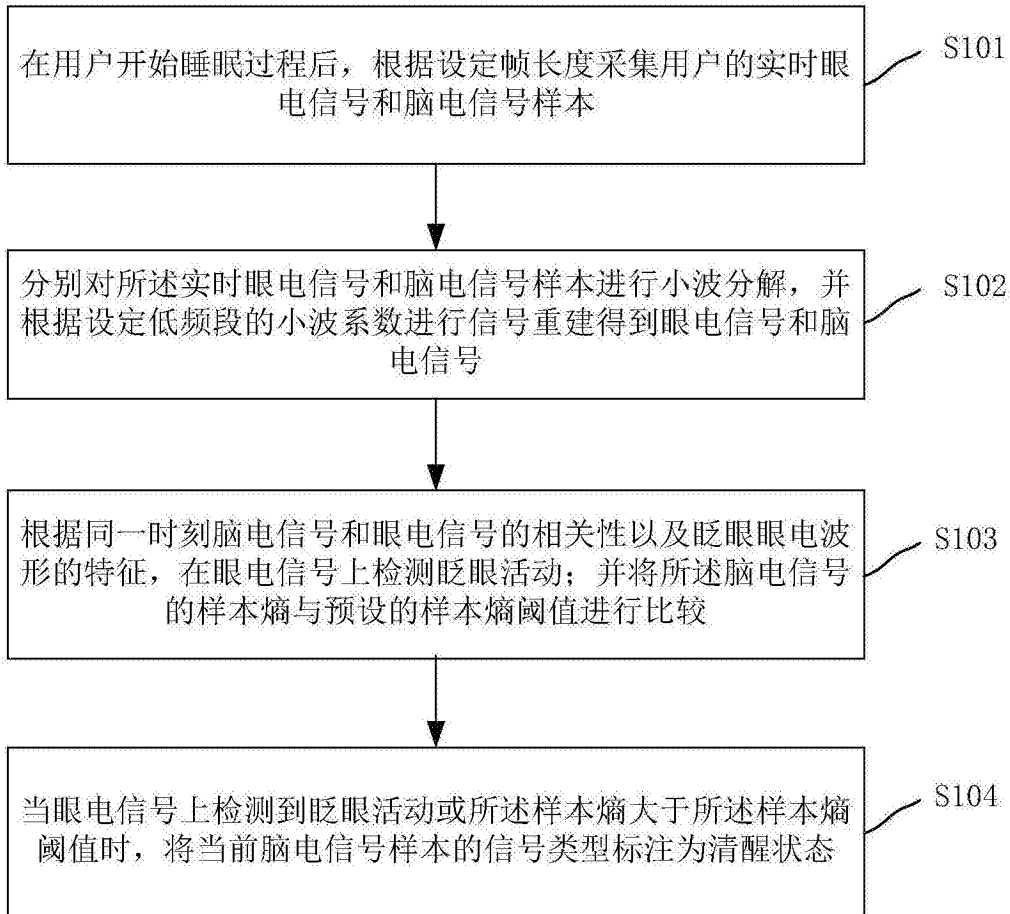 在用户开始睡眠过程后，根据设定帧长度采集用户的实时眼
电信号和脑电信号样本
S101
分别对所述实时眼电信号和脑电信号样本进行小波分解，并
根据设定低频段的小波系数进行信号重建得到眼电信号和脑
电信号
S102
根据同一时刻脑电信号和眼电信号的相关性以及眨眼眼电波
形的特征，在眼电信号上检测眨眼活动；并将所述脑电信号
的样本熵与预设的样本熵阈值进行比较
S103
当眼电信号上检测到眨眼活动或所述样本熵大于所述样本熵
阈值时，将当前脑电信号样本的信号类型标注为清醒状态
S104